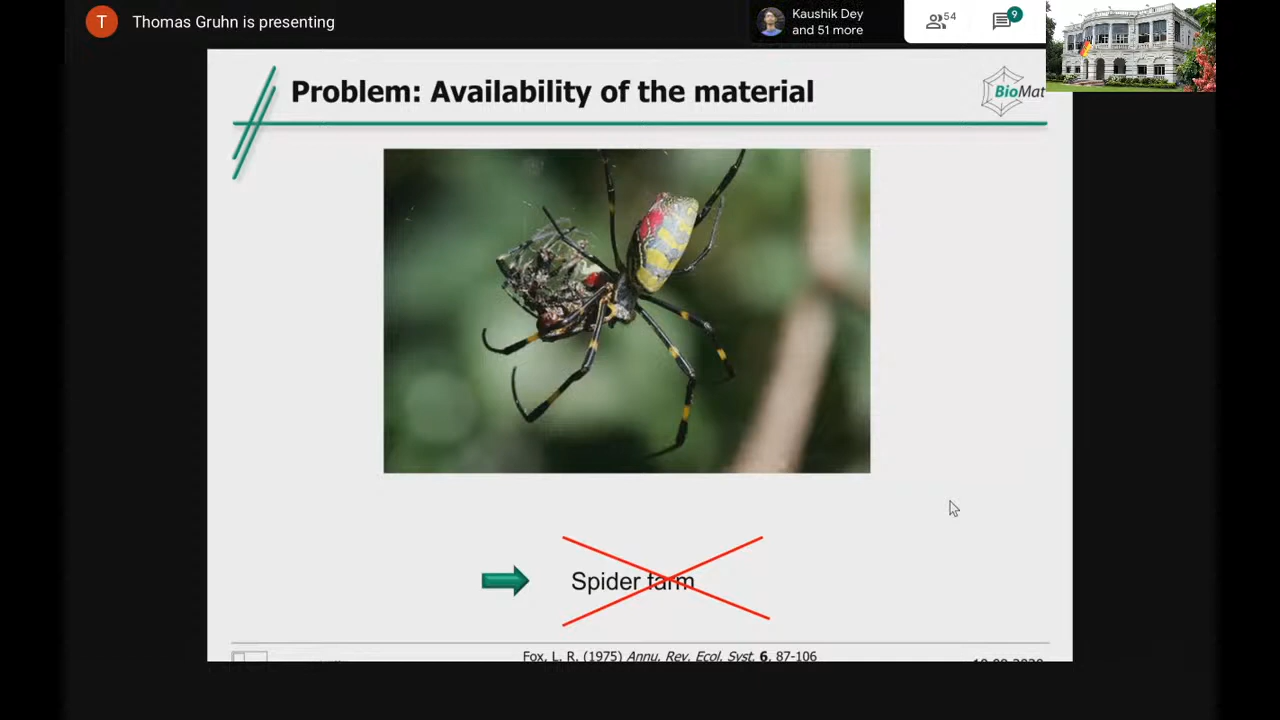 T
Thomas Gruhn is presenting
Kaushik Dey
and 51 more
54
9
Problem: Availability of the material
BioMat
Spider farm
Fox, L. R. (1975) Annu. Rev. Ecol. Syst. 6, 87-106